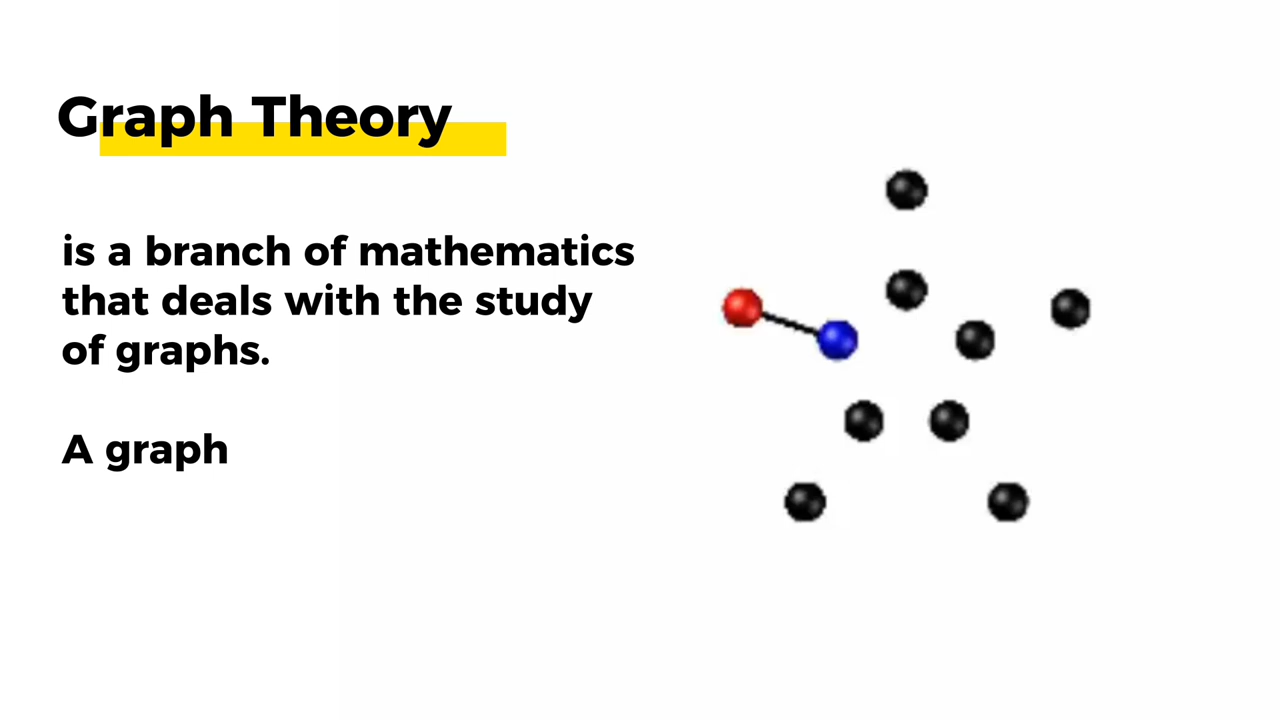 Graph Theory
is a branch of mathematics
that deals with the study
of graphs.
A graph